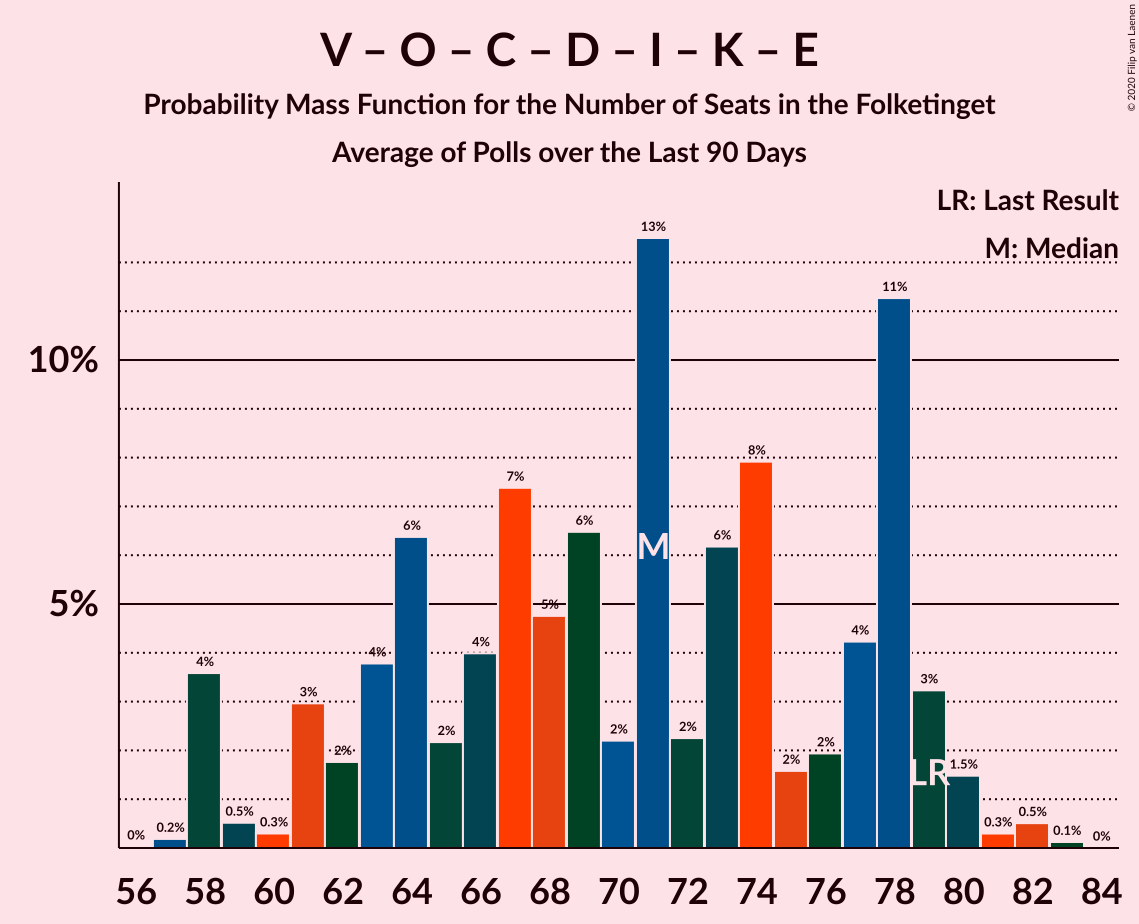 V – O – C – D – I – K – E
Probability Mass Function for the Number of Seats in the Folketinget
Average of Polls over the Last 90 Days
© 2020 Filip van Laenen
LR: Last Result
M: Median
10%
5%
0% 0.2% 4% 0.5% 0.3% 3% 2% 4% 6% 2% 4% 7% 5% 6% 2% 13% 2% 6% 8% 2% 2% 4% 11% 3% 1.5% 0.3% 0.5% 0.1% 0%
M
LR
56 58 60 62 64 66 68 70 72 74 76 78 80 82 84